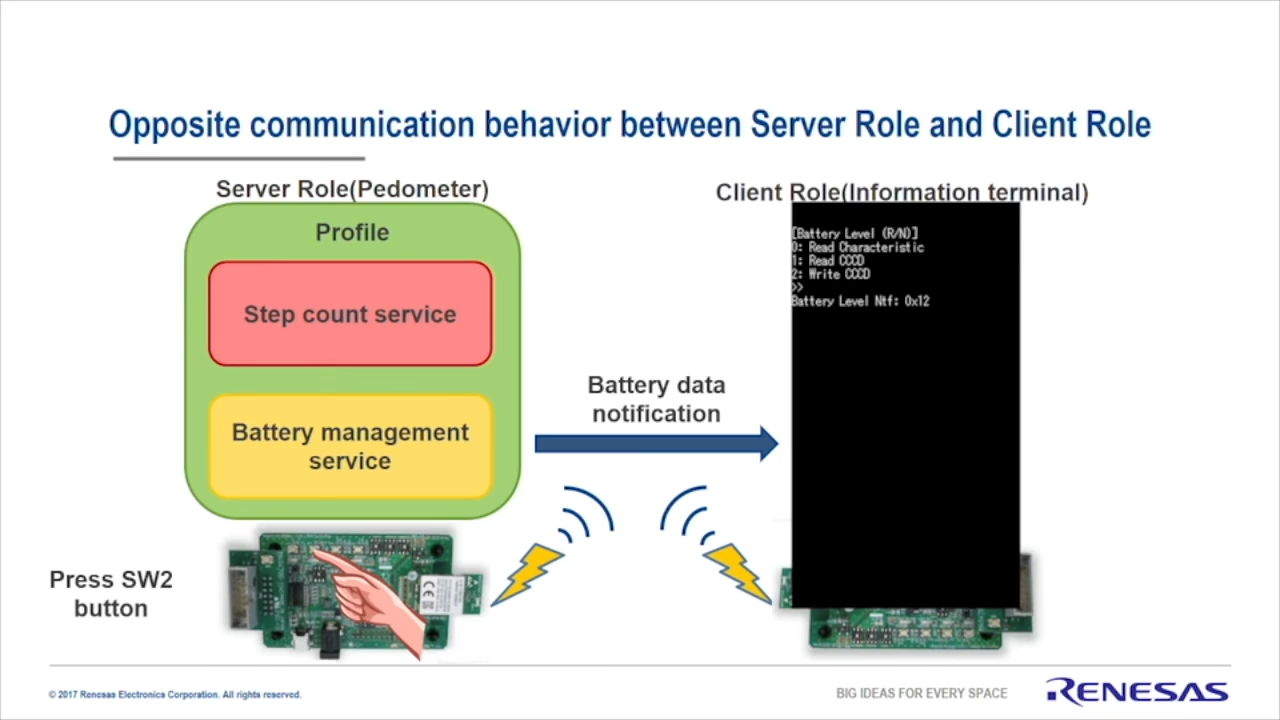 Opposite communication behavior between Server Role and Client Role
Server Role(Pedometer)
Profile
Step count service
Battery management
service
Press SW2
button
Battery data
notification
Client Role(Information terminal)
[Battery Level (R/N)]
0: Read Characteristic
1: Read CCCD
2: Write CCCD
>>
Battery Level Ntf: 0x12
© 2017 Renesas Electronics Corporation. All rights reserved.
BIG IDEAS FOR EVERY SPACE
RENESAS